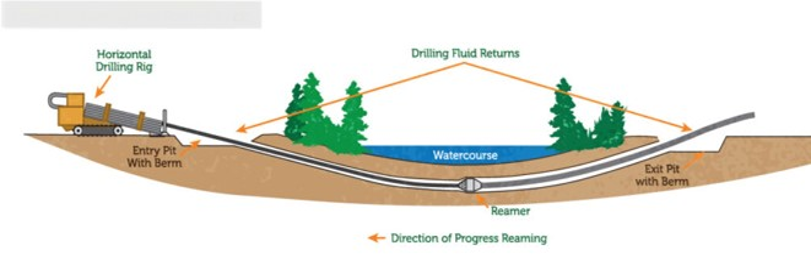 Horizontal
Drilling Rig
Drilling Fluid Returns
Entry Pit
With Berm
Watercourse
Exit Pit
with Berm
Reamer
Direction of Progress Reaming